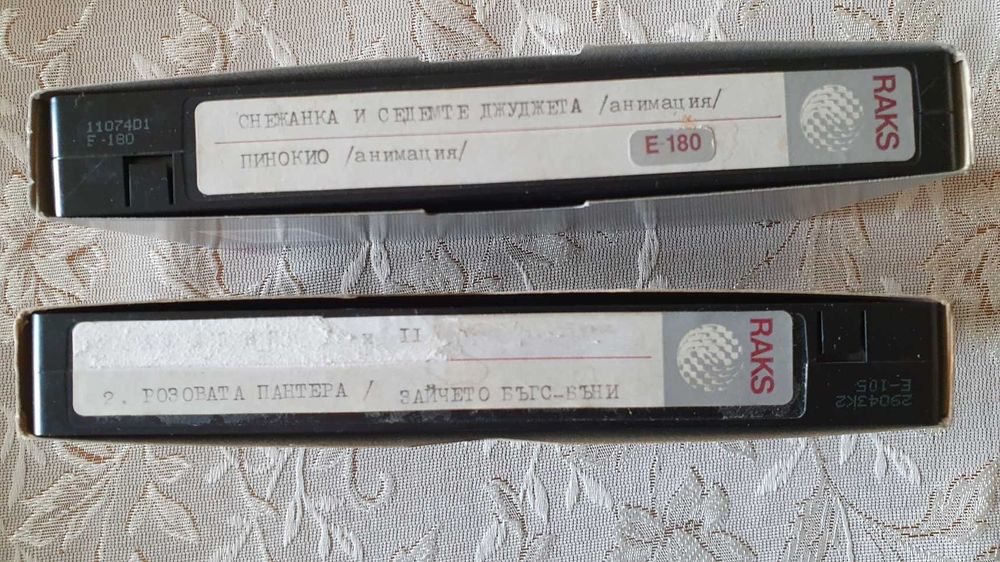 11074D1
E-180
СНЕЖАНКА И СЕДЕМТЕ ДЖУДЖЕТА /анимация/
ПИНОКИО /анимация/
E-180
RAKS
II
2. РОЗОВАТА ПАНТЕРА / ЗАЙЧЕТО БЪГС-БЪНИ
RAKS
29043K2
E-105